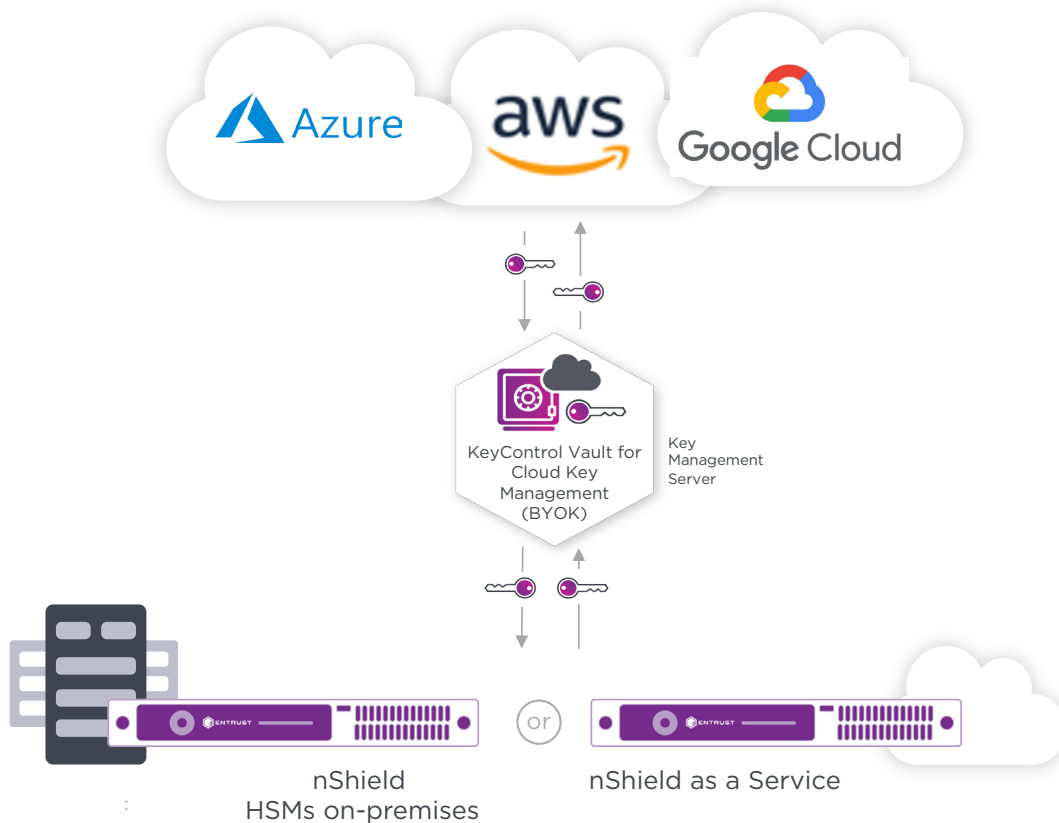 Azure
aws
Google Cloud
KeyControl Vault for
Cloud Key
Management
(BYOK)
Key
Management
Server
ENTRUST
or
ENTRUST
nShield
HSMs on-premises
nShield as a Service
: